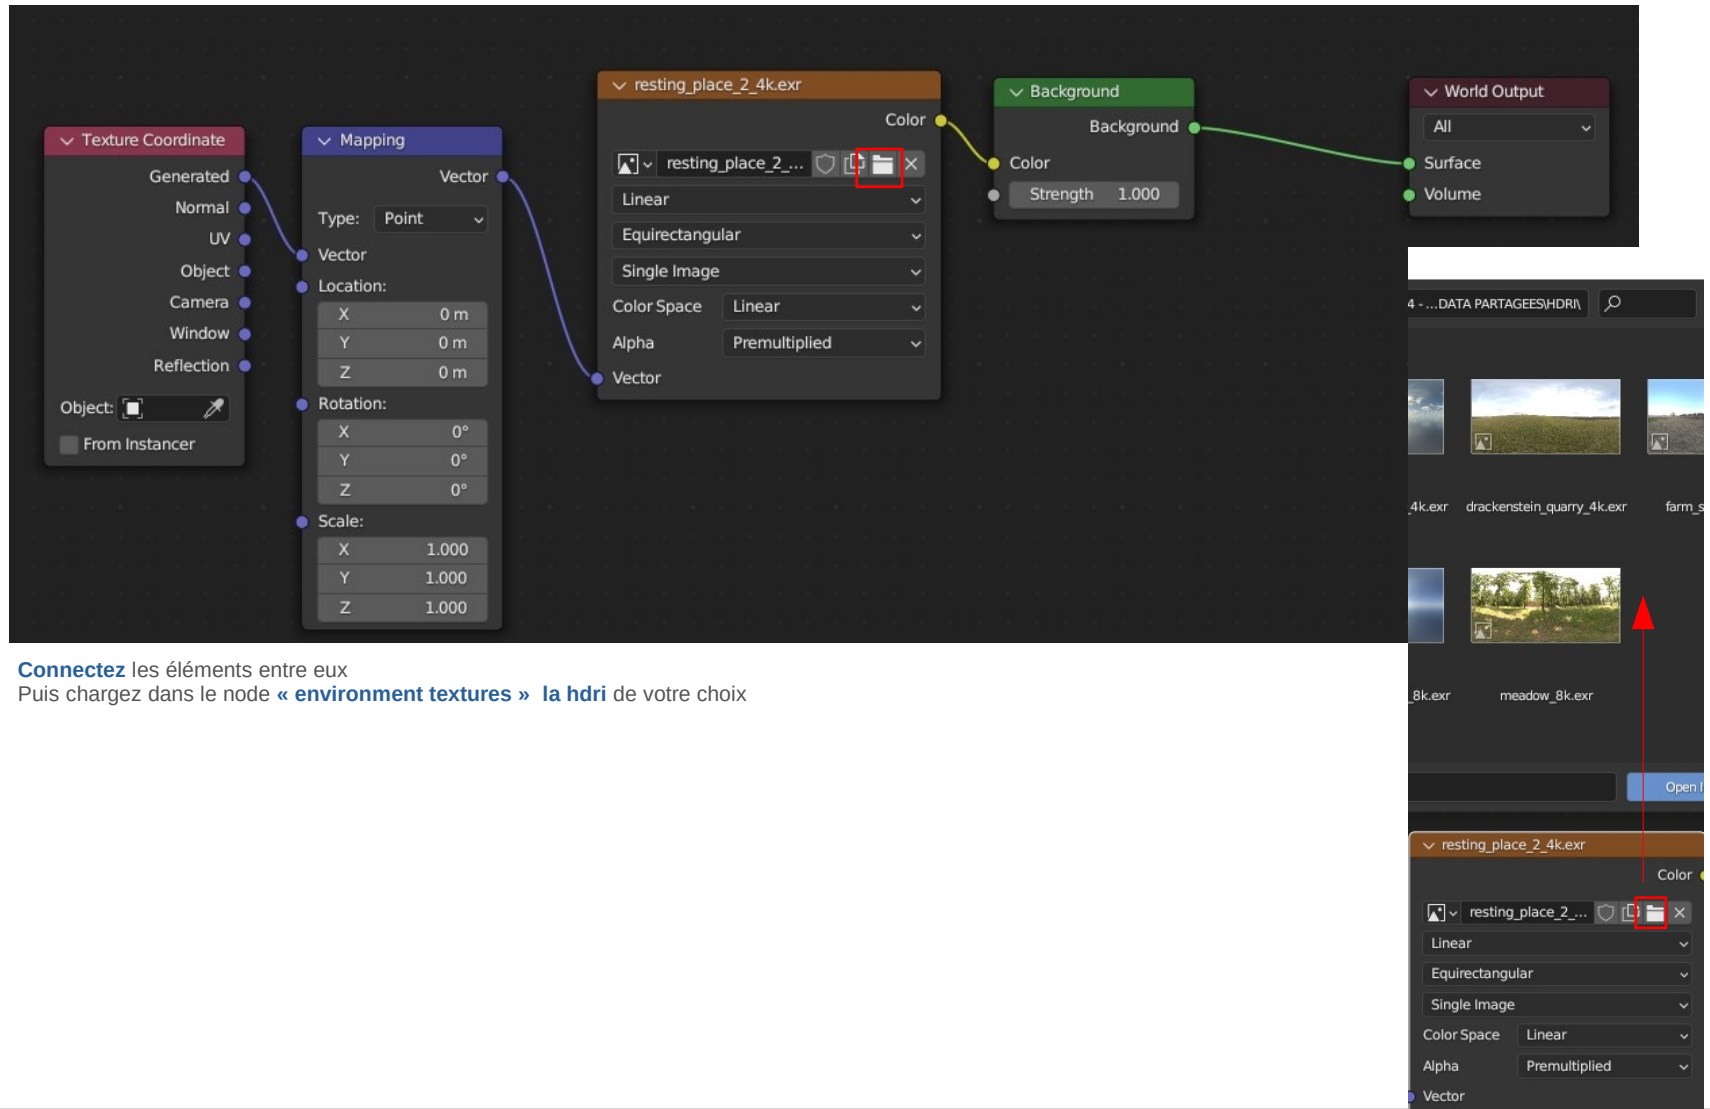 Texture Coordinate
Generated
Normal
UV
Object
Camera
Window
Reflection
Object:
From Instancer
Mapping
Vector
Type: Point
Vector
Location:
X 0 m
Y 0 m
Z 0 m
Rotation:
X 0°
Y 0°
Z 0°
Scale:
X 1.000
Y 1.000
Z 1.000
resting_place_2_4k.exr
Color
resting_place_2_...
Linear
Equirectangular
Single Image
Color Space Linear
Alpha Premultiplied
Vector
Background
Background
Color
Strength 1.000
World Output
All
Surface
Volume
Connectez les éléments entre eux
Puis chargez dans le node « environment textures » la hdri de votre choix
4 - ...DATA PARTAGEES\HDRI\
_4k.exr drackenstein_quarry_4k.exr farm_s
_8k.exr meadow_8k.exr
Open I
resting_place_2_4k.exr
Color
resting_place_2_...
Linear
Equirectangular
Single Image
Color Space Linear
Alpha Premultiplied
Vector